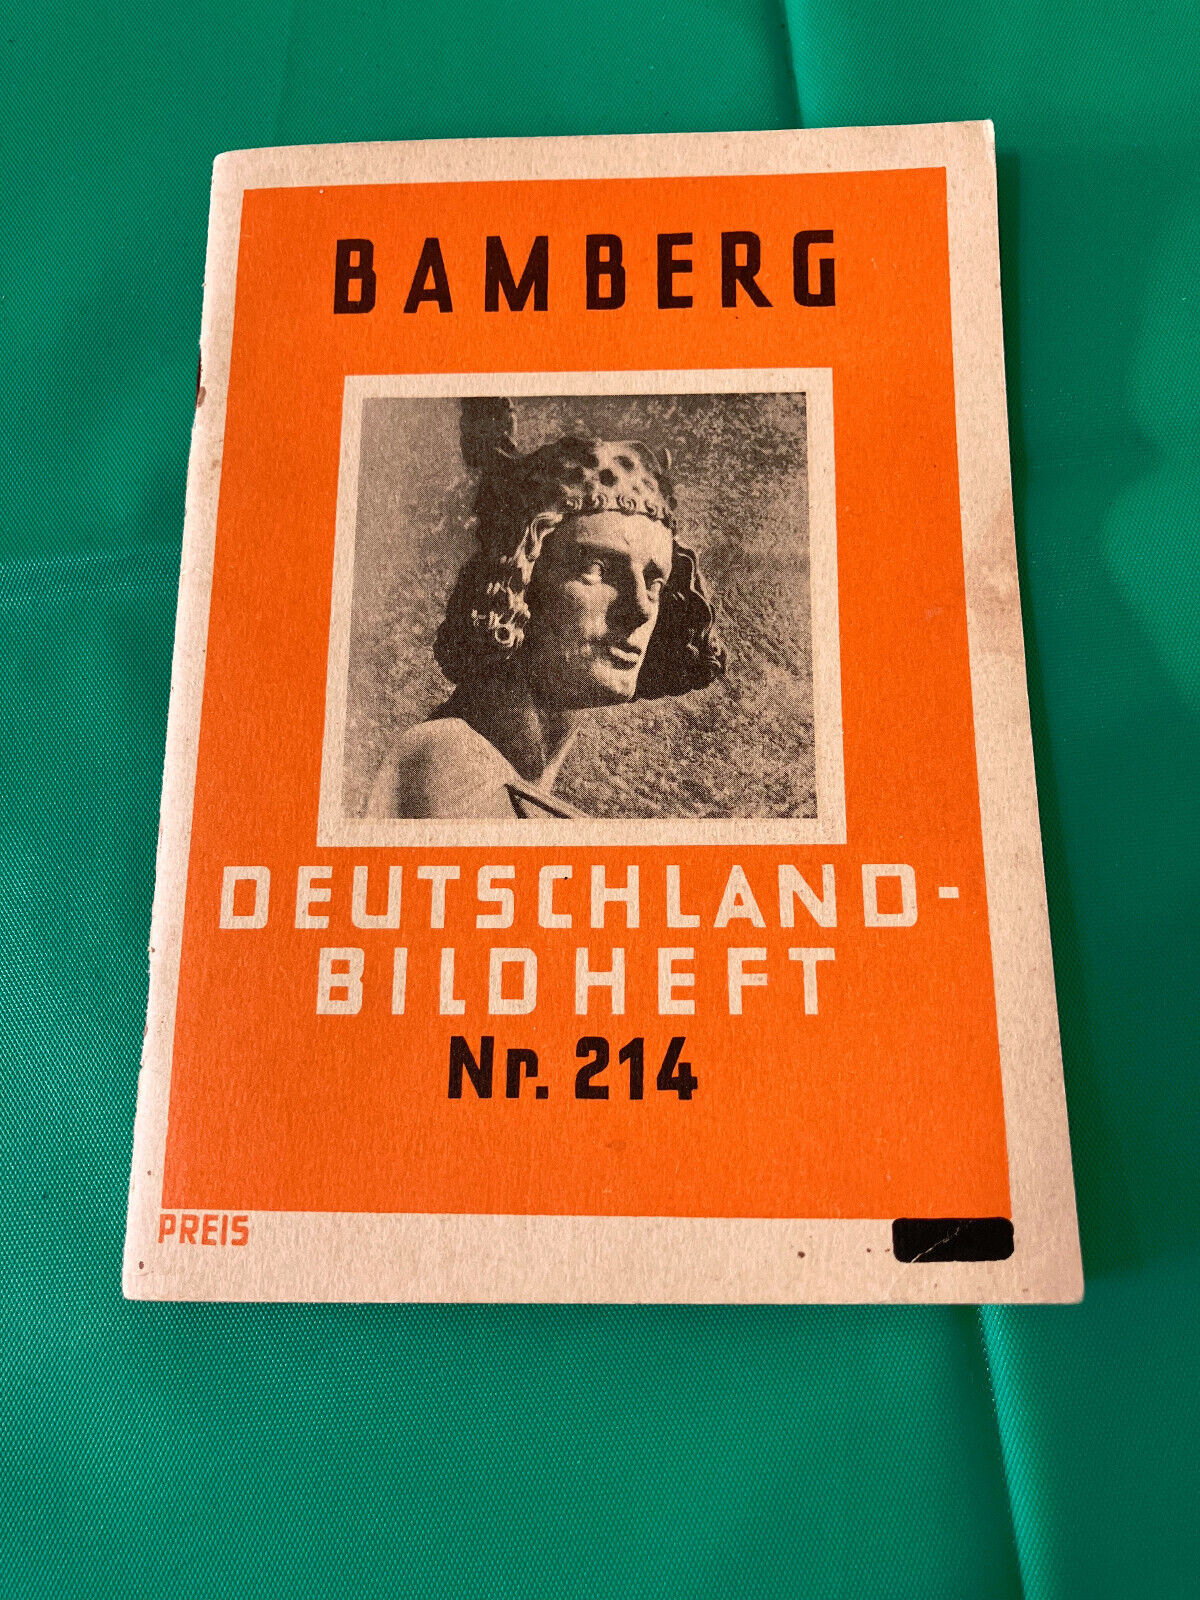 BAMBERG
DEUTSCHLAND-
BILDHEFT
Nr. 214
PREIS